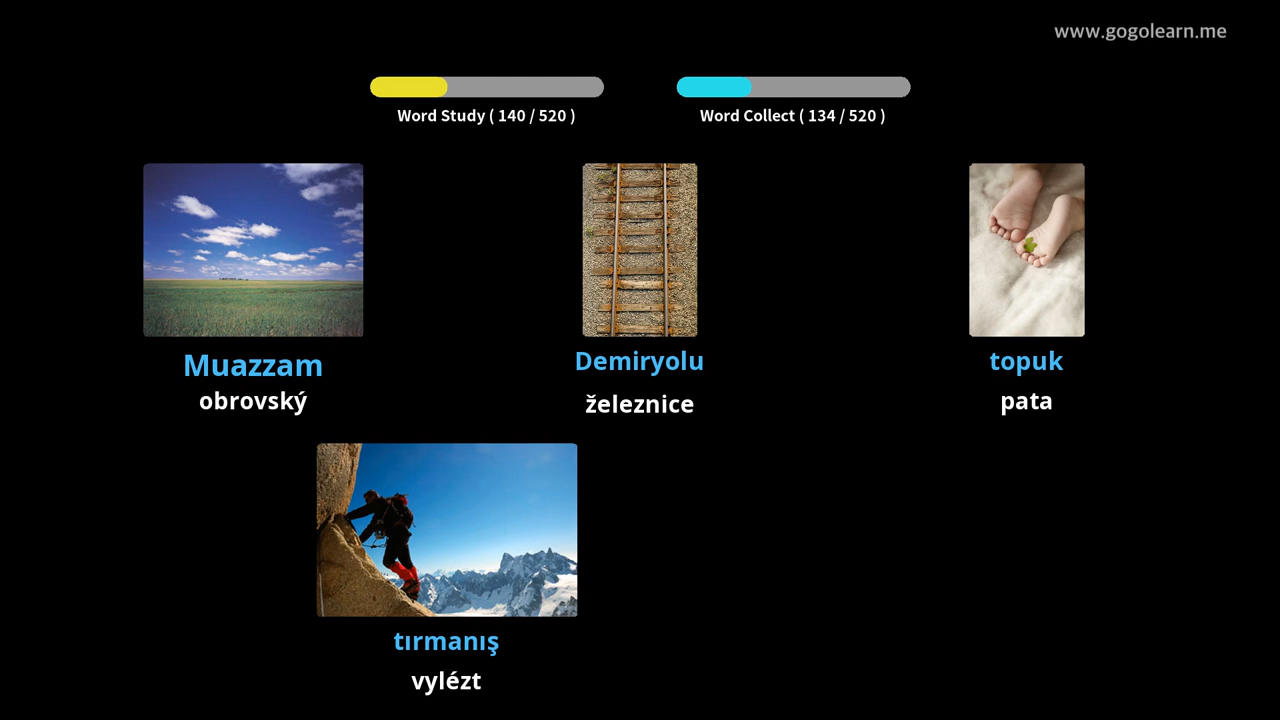 www.gogolearn.me
Word Study ( 140 / 520 )
Word Collect ( 134 / 520 )
Muazzam
obrovský
Demiryolu
železnice
topuk
pata
tırmanış
vylézt